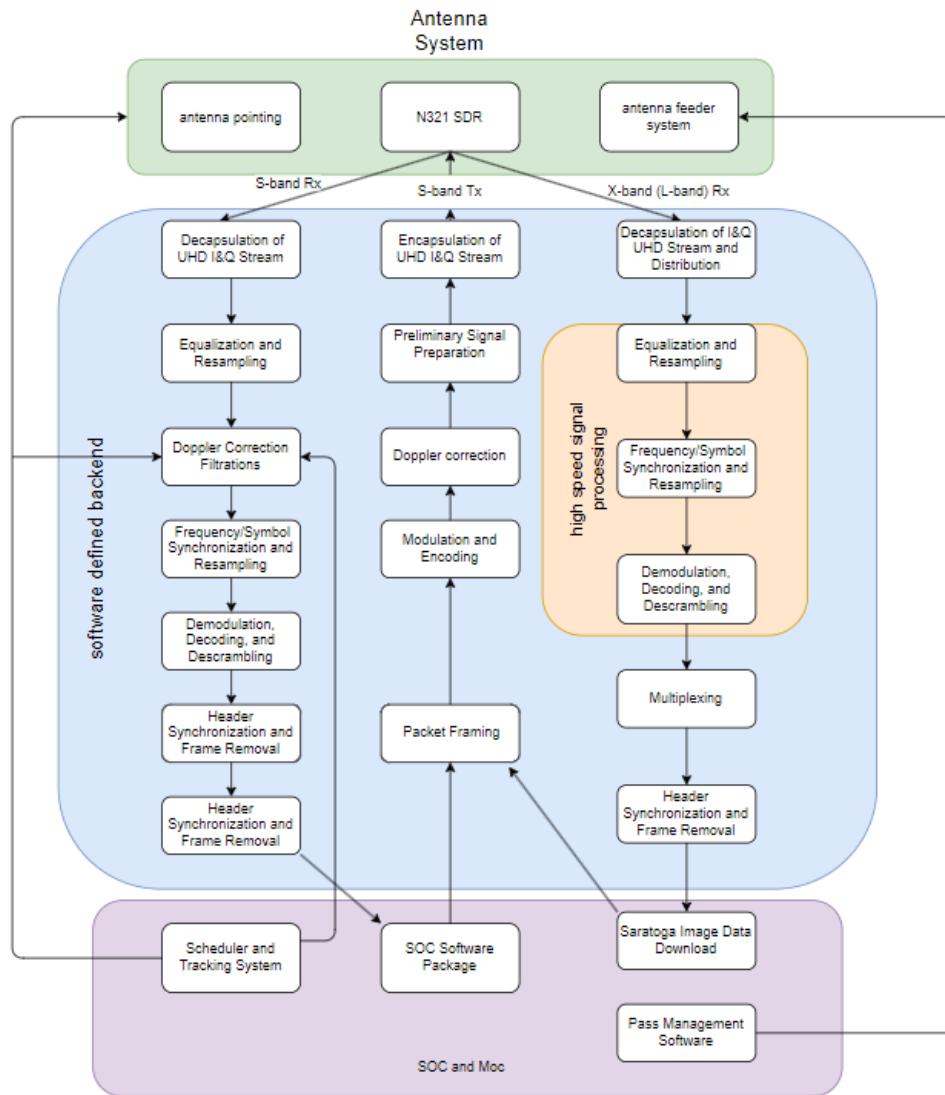 Antenna
System
antenna pointing
N321 SDR
antenna feeder
system
S-band Rx
S-band Tx
X-band (L-band) Rx
Decapsulation of
UHD I&Q Stream
Encapsulation of
UHD I&Q Stream
Decapsulation of I&Q
UHD Stream and
Distribution
Equalization and
Resampling
Preliminary Signal
Preparation
Equalization and
Resampling
software defined backend
Doppler Correction
Filtrations
Doppler correction
high speed signal
processing
Frequency/Symbol
Synchronization and
Resampling
Frequency/Symbol
Synchronization and
Resampling
Modulation and
Encoding
Demodulation,
Decoding, and
Descrambling
Demodulation,
Decoding, and
Descrambling
Multiplexing
Header
Synchronization and
Frame Removal
Packet Framing
Header
Synchronization and
Frame Removal
Header
Synchronization and
Frame Removal
Scheduler and
Tracking System
SOC Software
Package
Saratoga Image Data
Download
Pass Management
Software
SOC and Moc